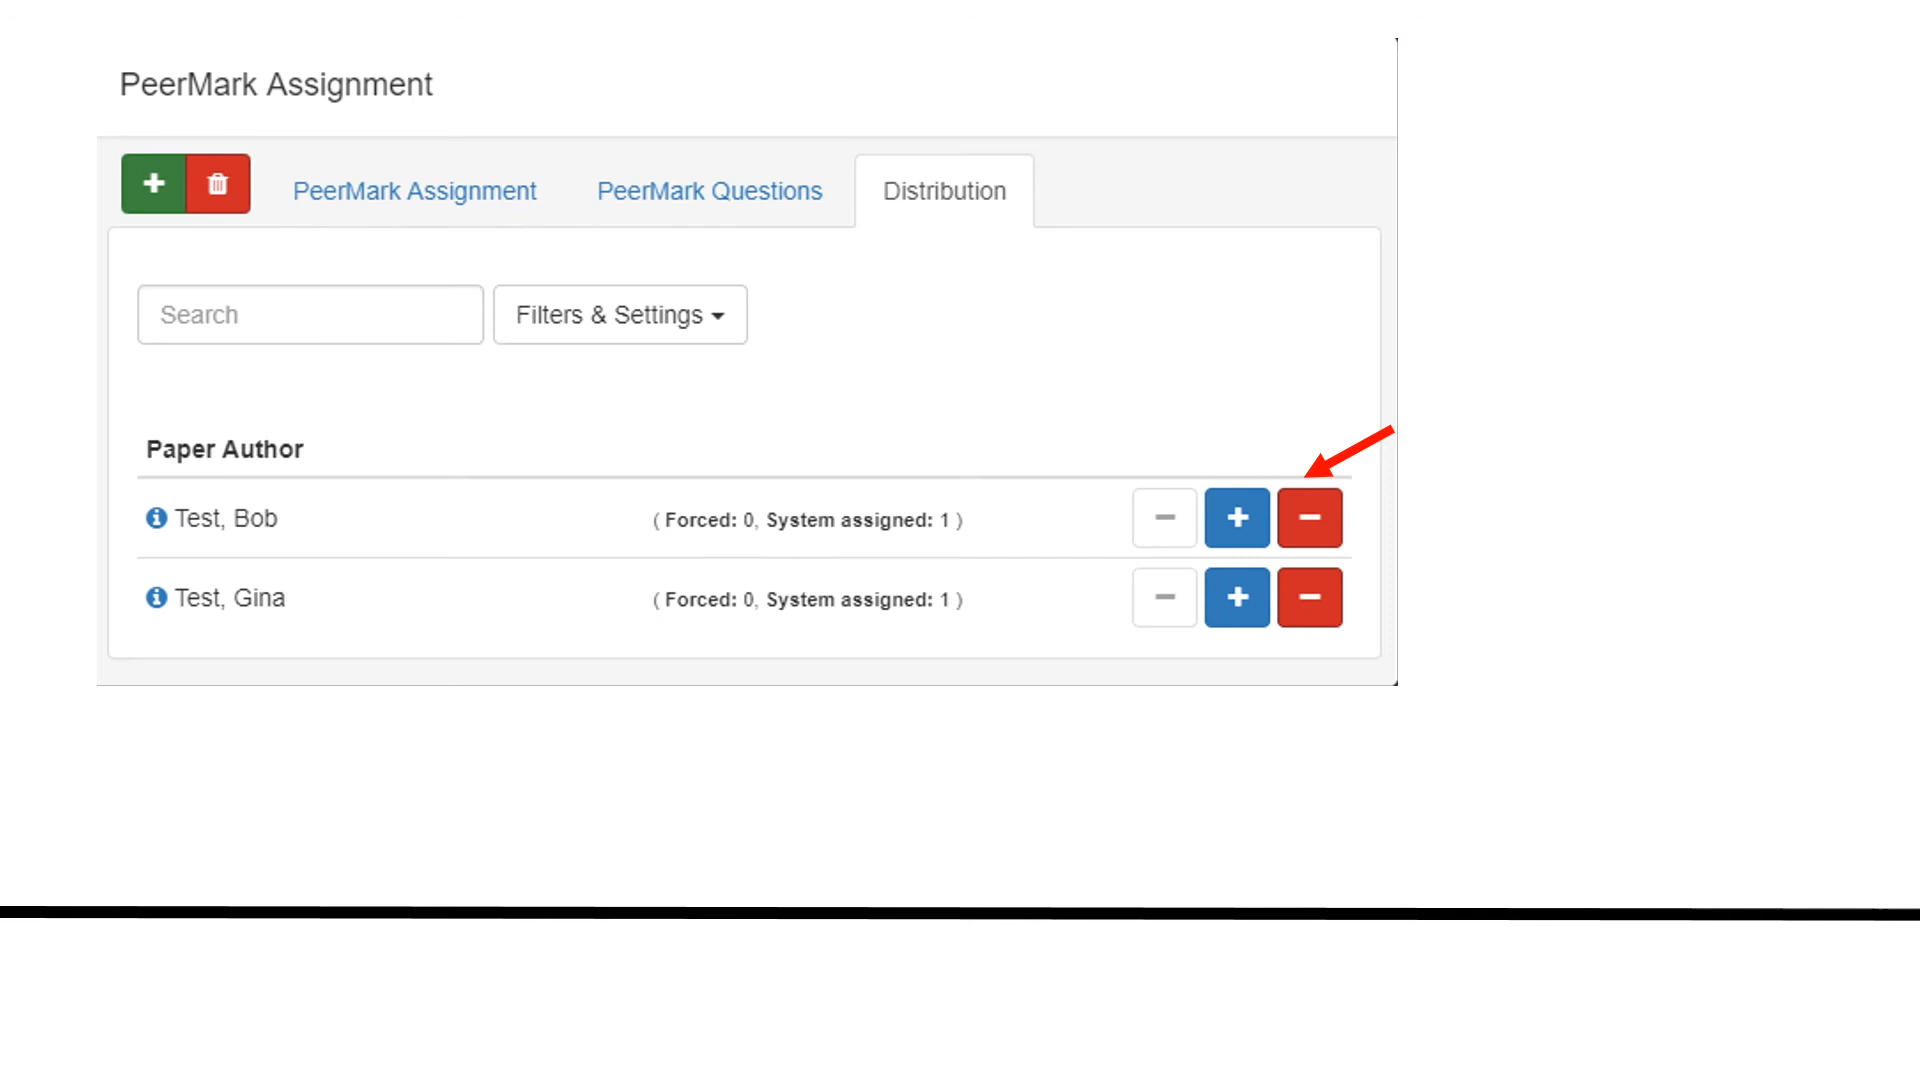 PeerMark Assignment
PeerMark Assignment PeerMark Questions Distribution
Search Filters & Settings
Paper Author
Test, Bob ( Forced: 0, System assigned: 1 )
Test, Gina ( Forced: 0, System assigned: 1 )